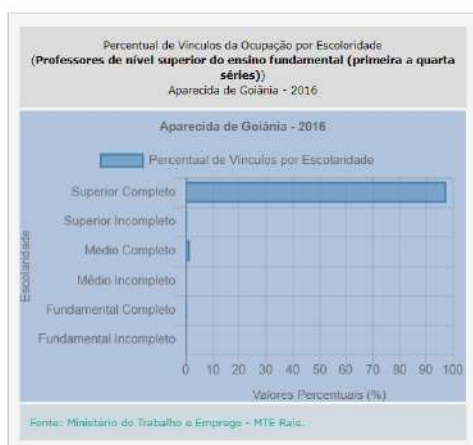 Percentual de Vínculos da Ocupação por Escoloridade
(Professores de nível superior do ensino fundamental (primeira a quarta
séries))
Aparecida de Goiânia - 2016
Aparecida de Goiânia - 2016
Percentual de Vínculos por Escolaridade
Escolaridade
Superior Completo
Superior Incompleto
Médio Completo
Médio Incompleto
Fundamental Completo
Fundamental Incompleto
0 10 20 30 40 50 60 70 80 90 100
Valores Percentuais (%)
Fonte: Ministério do Trabalho e Emprego - MTE Rais.